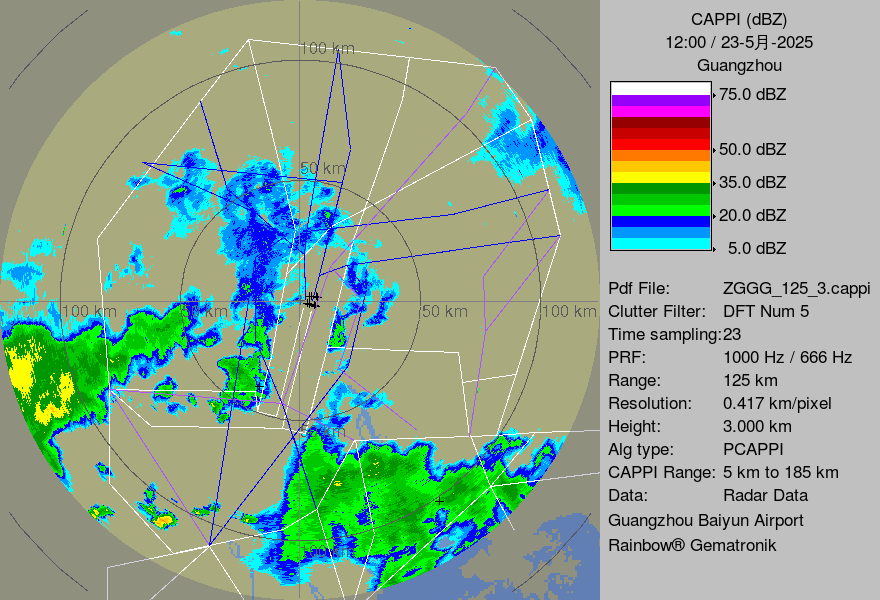 100 km
50 km
100 km
50 km
100 km
CAPPI (dBZ)
12:00 / 23-5月-2025
Guangzhou
75.0 dBZ
50.0 dBZ
35.0 dBZ
20.0 dBZ
5.0 dBZ
Pdf File: ZGGG_125_3.cappi
Clutter Filter: DFT Num 5
Time sampling:23
PRF: 1000 Hz / 666 Hz
Range: 125 km
Resolution: 0.417 km/pixel
Height: 3.000 km
Alg type: PCAPPI
CAPPI Range: 5 km to 185 km
Data: Radar Data
Guangzhou Baiyun Airport
Rainbow® Gematronik